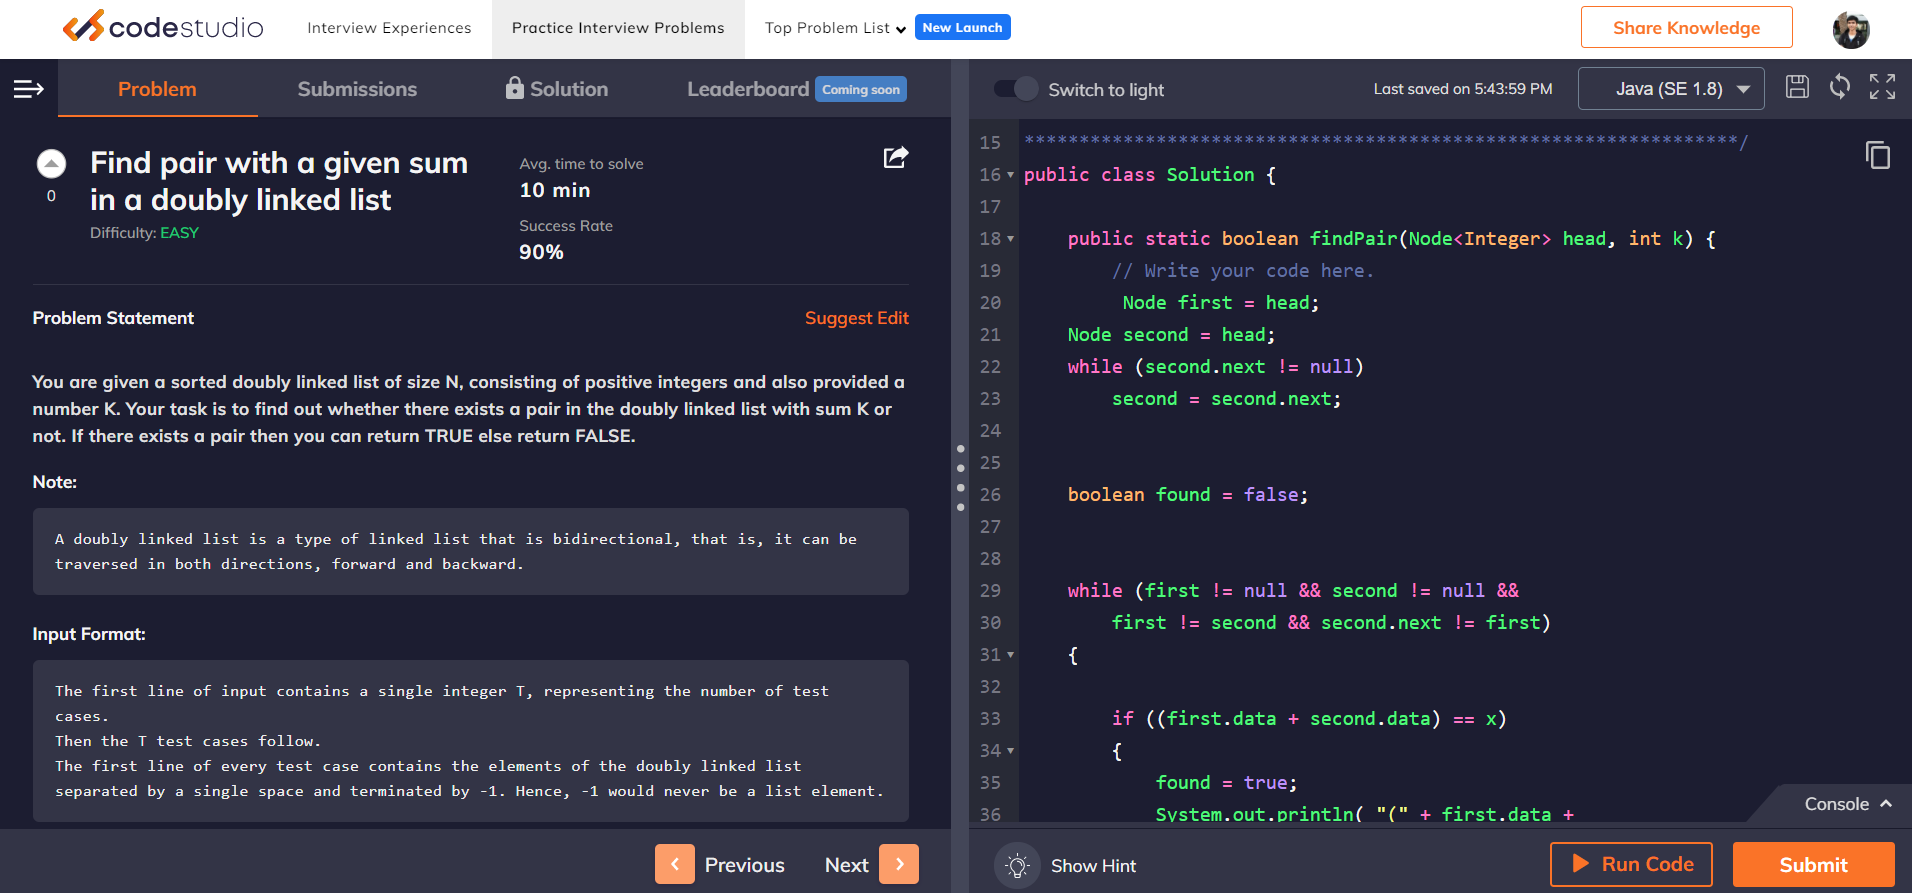 codestudio
Interview Experiences
Practice Interview Problems
Top Problem List
New Launch
Share Knowledge
Problem
Submissions
Solution
Leaderboard
Coming soon
Switch to light
Last saved on 5:43:59 PM
Java (SE 1.8)
0
Find pair with a given sum
in a doubly linked list
Difficulty: EASY
Avg. time to solve
10 min
Success Rate
90%
Problem Statement
Suggest Edit
You are given a sorted doubly linked list of size N, consisting of positive integers and also provided a
number K. Your task is to find out whether there exists a pair in the doubly linked list with sum K or
not. If there exists a pair then you can return TRUE else return FALSE.
Note:
A doubly linked list is a type of linked list that is bidirectional, that is, it can be
traversed in both directions, forward and backward.
Input Format:
The first line of input contains a single integer T, representing the number of test
cases.
Then the T test cases follow.
The first line of every test case contains the elements of the doubly linked list
separated by a single space and terminated by -1. Hence, -1 would never be a list element.
Previous
Next
15 *****************************************************************/
16 public class Solution {
17
18 public static boolean findPair(Node<Integer> head, int k) {
19 // Write your code here.
20 Node first = head;
21 Node second = head;
22 while (second.next != null)
23 second = second.next;
24
25
26 boolean found = false;
27
28
29 while (first != null && second != null &&
30 first != second && second.next != first)
31 {
32
33 if ((first.data + second.data) == x)
34 {
35 found = true;
36 System.out.println( "(" + first.data +
Console
Show Hint
Run Code
Submit